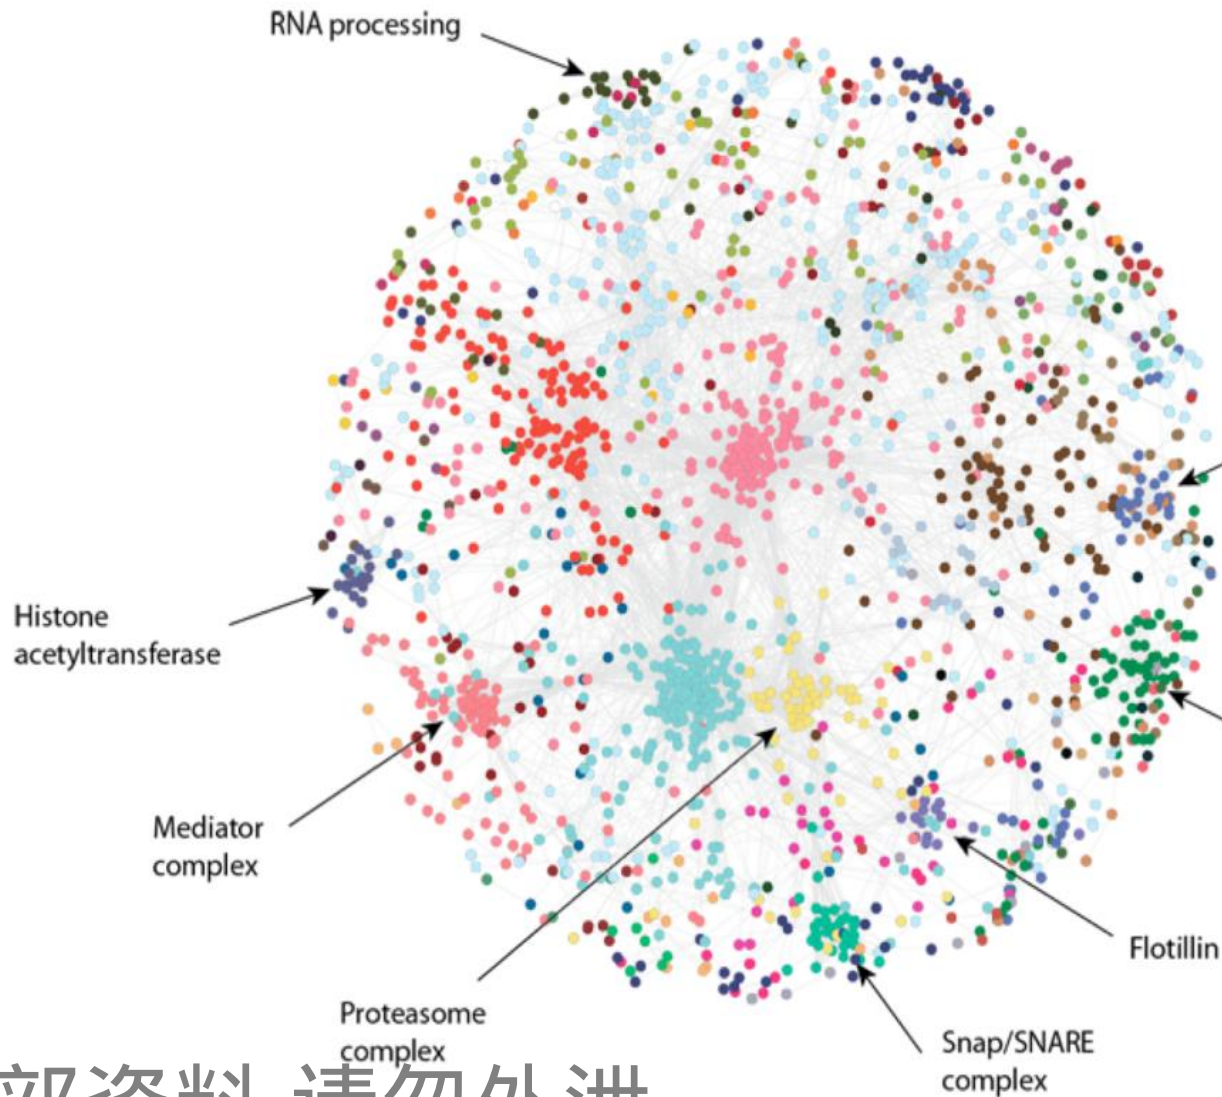 RNA processing
Histone
acetyltransferase
Mediator
complex
Flotillin
Proteasome
complex
Snap/SNARE
complex
部资料 请勿外泄